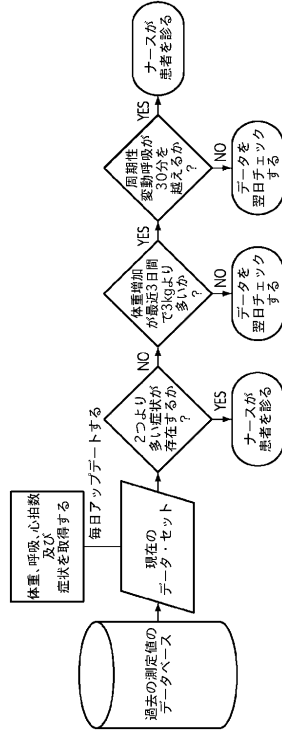 過去の測定値の
データベース
体重、呼吸、心拍数
及び
症状を取得する
毎日アップデートする
現在の
データ・セット
2つより
多い症状が
存在するか
?
YES
ナースが
患者を診る
NO
体重増加
が最近3日間
で3kgより
多いか
?
NO
データを
翌日チェック
する
YES
周期性
変動呼吸が
30分を
越えるか
?
NO
データを
翌日チェック
する
YES
ナースが
患者を診る